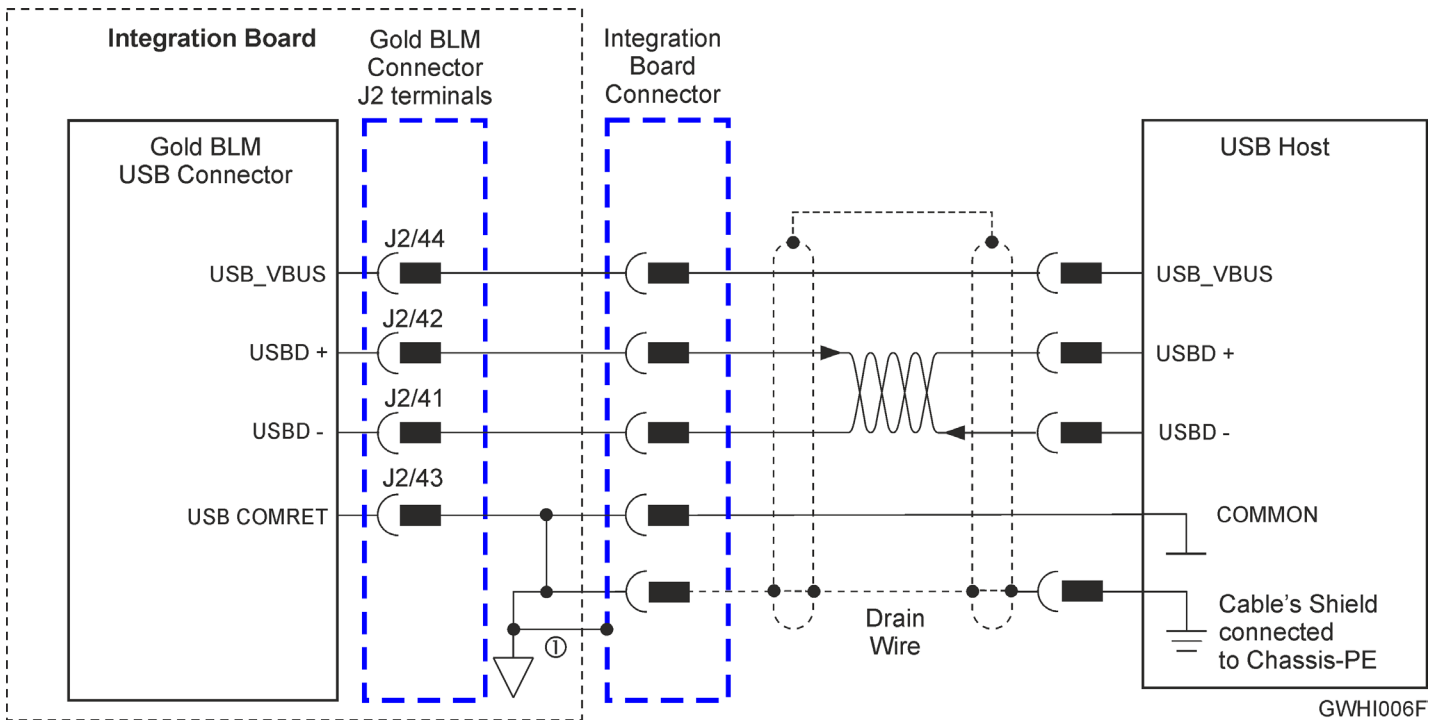 Integration Board
Gold BLM
Connector
J2 terminals
Integration
Board
Connector
Gold BLM
USB Connector
USB Host
J2/44
USB_VBUS
USB_VBUS
J2/42
USBD +
USBD +
J2/41
USBD -
USBD -
J2/43
USB COMRET
COMMON
①
Drain
Wire
Cable's Shield
connected
to Chassis-PE
GWHI006F